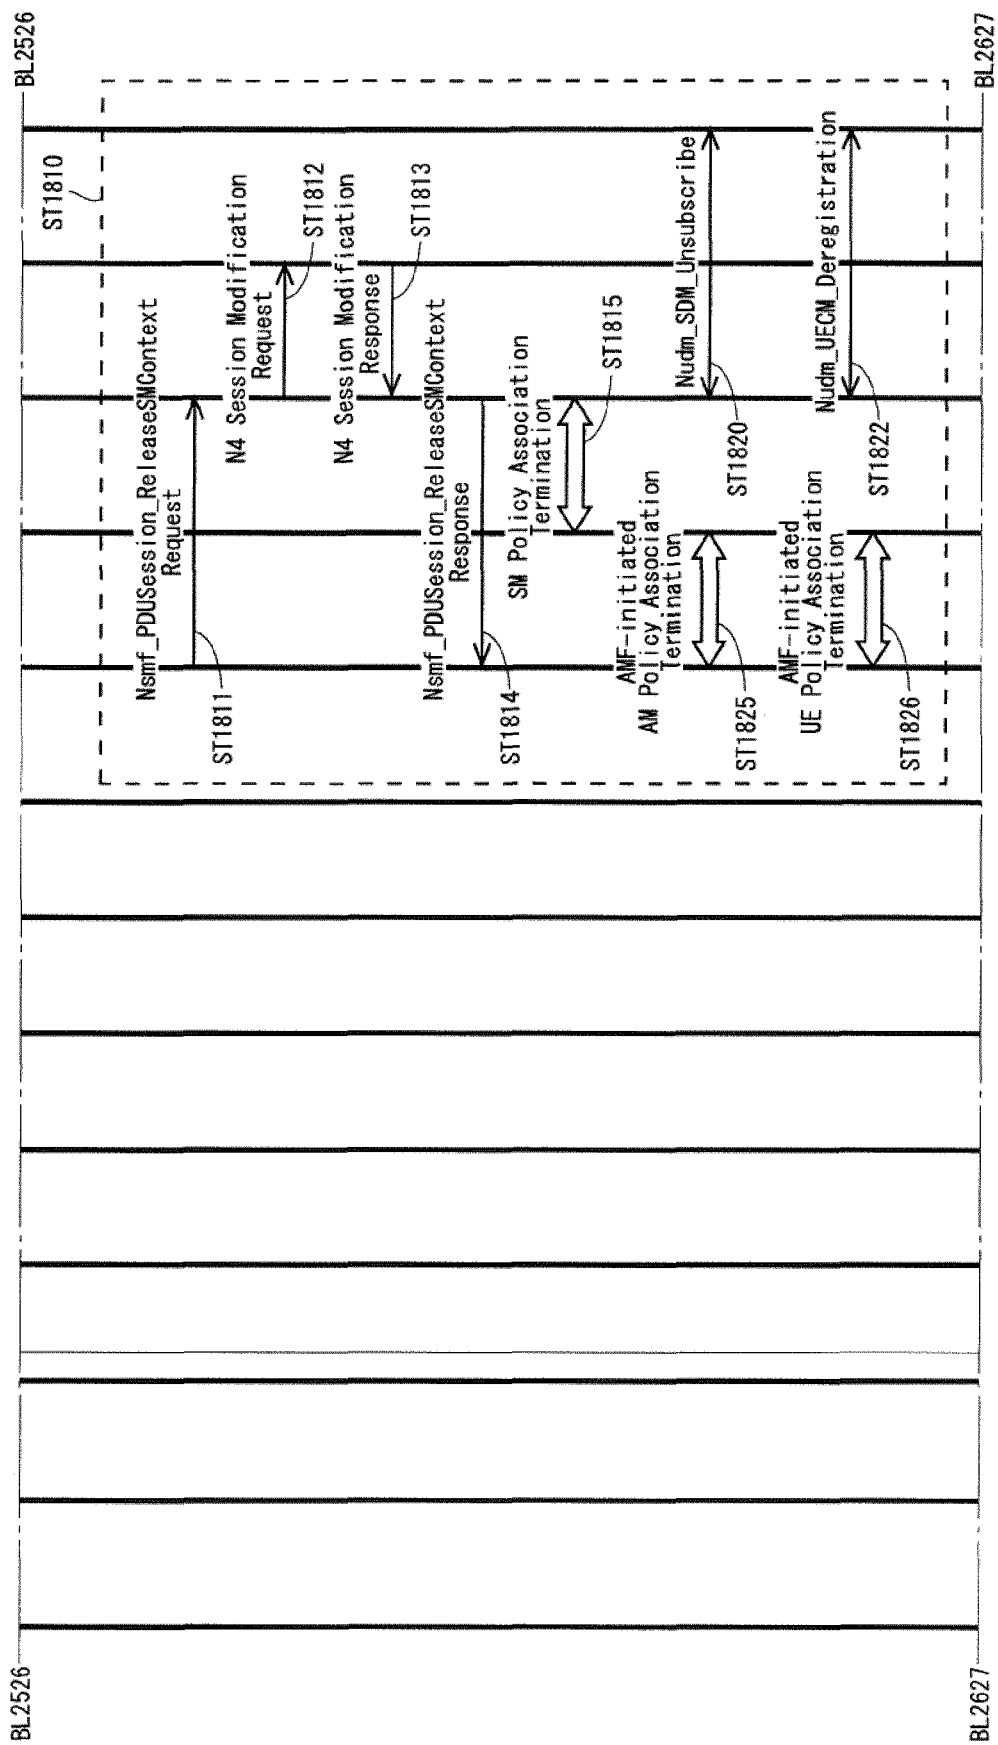 BL2526
BL2526
ST1810
Nsmf_PDUSession_ReleaseSMContext
Request
ST1811
N4 Session Modification
Request
ST1812
N4 Session Modification
Response
ST1813
Nsmf_PDUSession_ReleaseSMContext
Response
ST1814
SM Policy Association
Termination
ST1815
AMF-initiated
AM Policy Association
Termination
ST1825
Nudm_SDM_Unsubscribe
ST1820
AMF-initiated
UE Policy Association
Termination
ST1826
Nudm_UECM_Deregistration
ST1822
BL2627
BL2627